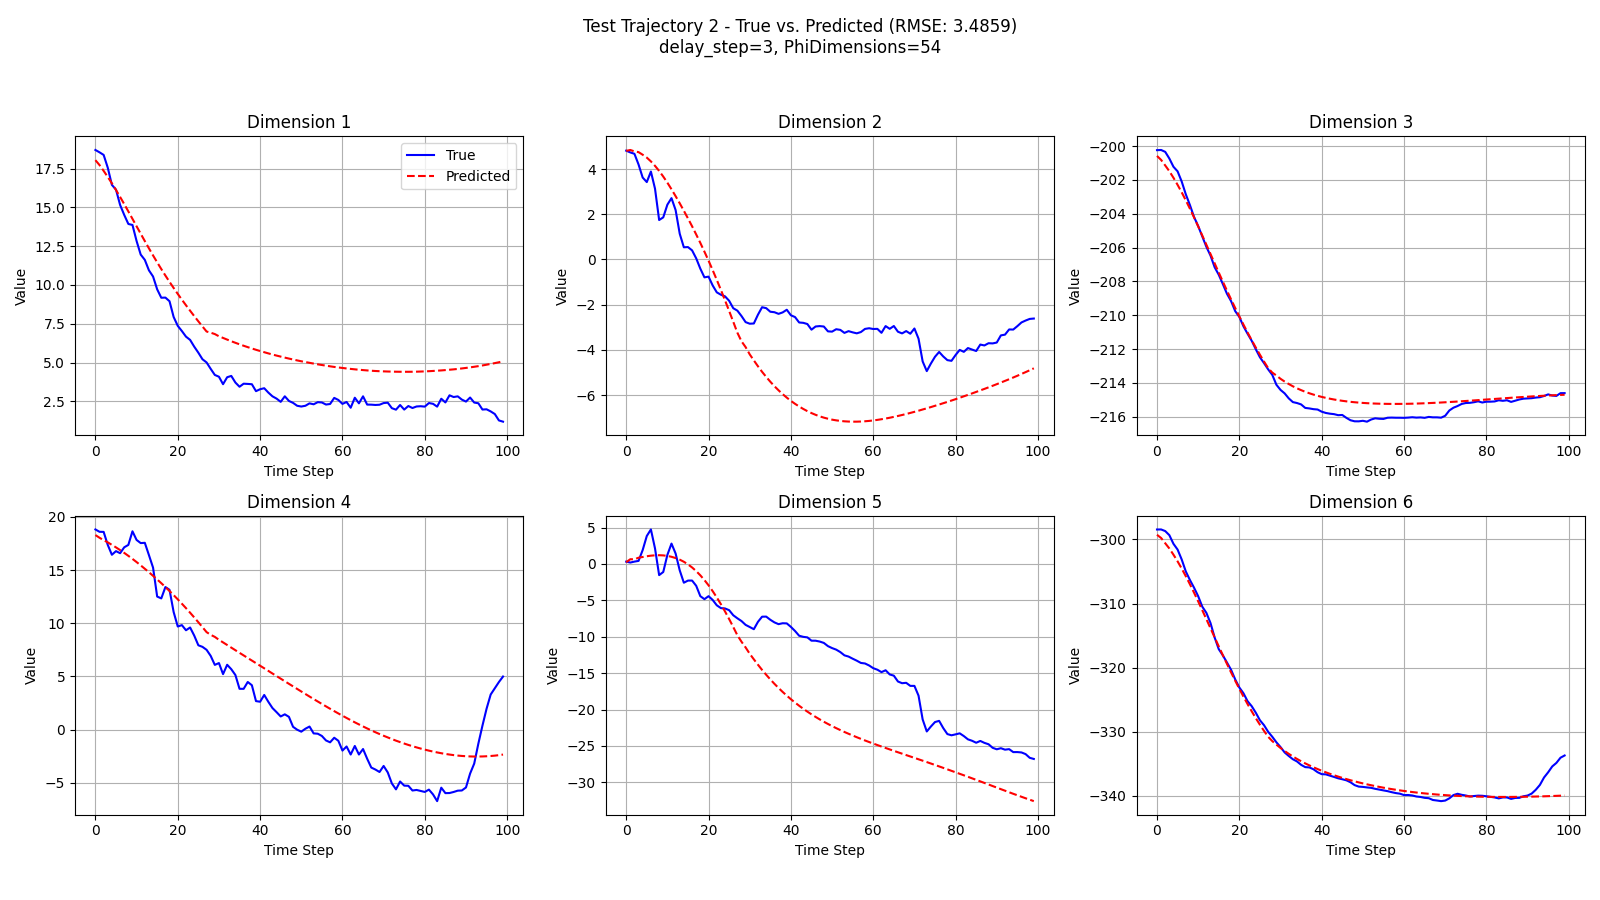 Test Trajectory 2 - True vs. Predicted (RMSE: 3.4859)
delay_step=3, PhiDimensions=54
Dimension 1
Value
17.5
15.0
12.5
10.0
7.5
5.0
2.5
0 20 40 60 80 100
Time Step
True
Predicted
Dimension 2
Value
4
2
0
−2
−4
−6
0 20 40 60 80 100
Time Step
Dimension 3
Value
−200
−202
−204
−206
−208
−210
−212
−214
−216
0 20 40 60 80 100
Time Step
Dimension 4
Value
20
15
10
5
0
−5
0 20 40 60 80 100
Time Step
Dimension 5
Value
5
0
−5
−10
−15
−20
−25
−30
0 20 40 60 80 100
Time Step
Dimension 6
Value
−300
−310
−320
−330
−340
0 20 40 60 80 100
Time Step